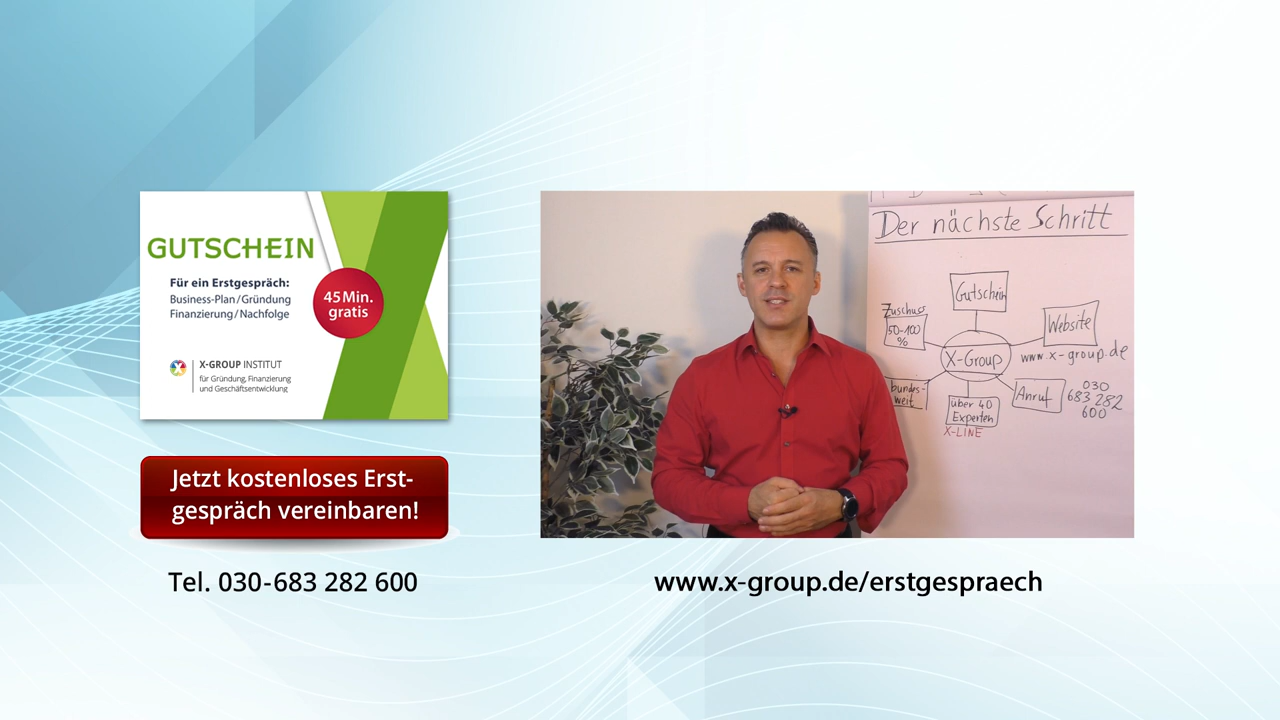 GUTSCHEIN
Für ein Erstgespräch:
Business-Plan/Gründung
Finanzierung/Nachfolge
45 Min.
gratis
X-GROUP INSTITUT
für Gründung, Finanzierung
und Geschäftsentwicklung
Jetzt kostenloses Erst-
gespräch vereinbaren!
Tel. 030-683 282 600
Der nächste Schritt
Gutschein
Zuschuss
50-100
%
Website
X-Group
www.x-group.de
bundes-
weit
über 40
Experten
X-LINE
Anruf
030
683 282
600
www.x-group.de/erstgespraech